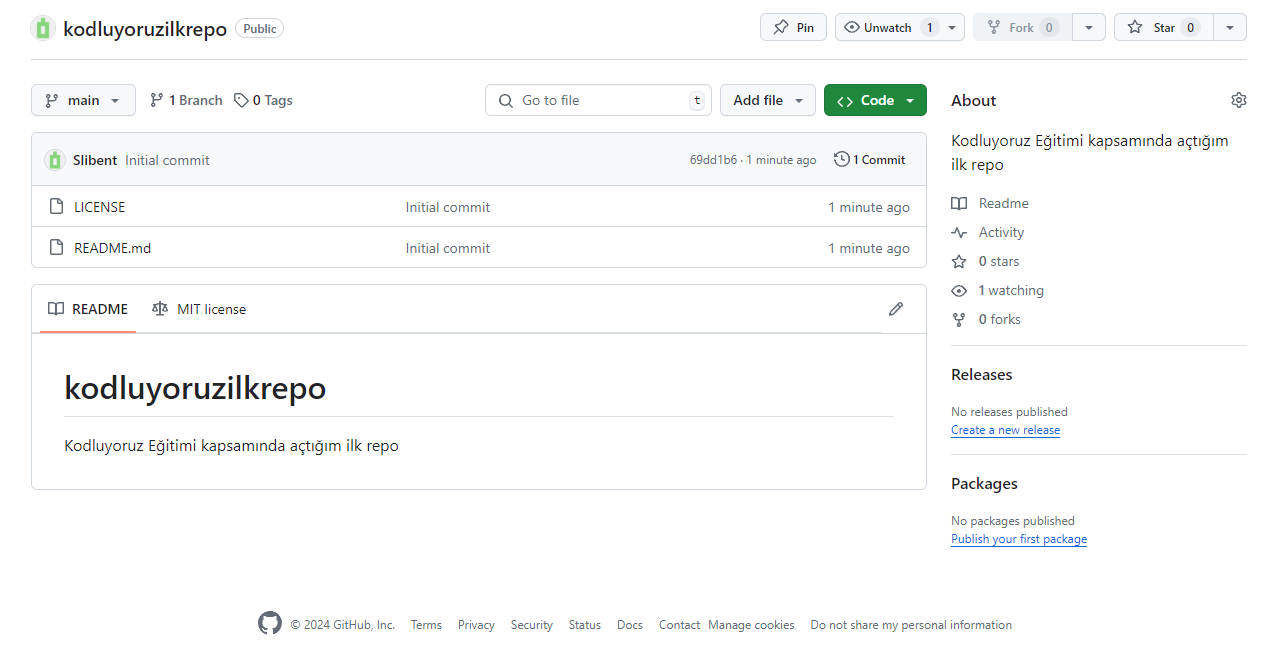 kodluyoruzilkrepo Public Pin Unwatch 1 Fork 0 Star 0
main 1 Branch 0 Tags Go to file t Add file Code
Slibent Initial commit 69dd1b6 · 1 minute ago 1 Commit
LICENSE Initial commit 1 minute ago
README.md Initial commit 1 minute ago
README MIT license
kodluyoruzilkrepo
Kodluyoruz Eğitimi kapsamında açtığım ilk repo
About
Kodluyoruz Eğitimi kapsamında açtığım
ilk repo
Readme
Activity
0 stars
1 watching
0 forks
Releases
No releases published
Create a new release
Packages
No packages published
Publish your first package
© 2024 GitHub, Inc. Terms Privacy Security Status Docs Contact Manage cookies Do not share my personal information